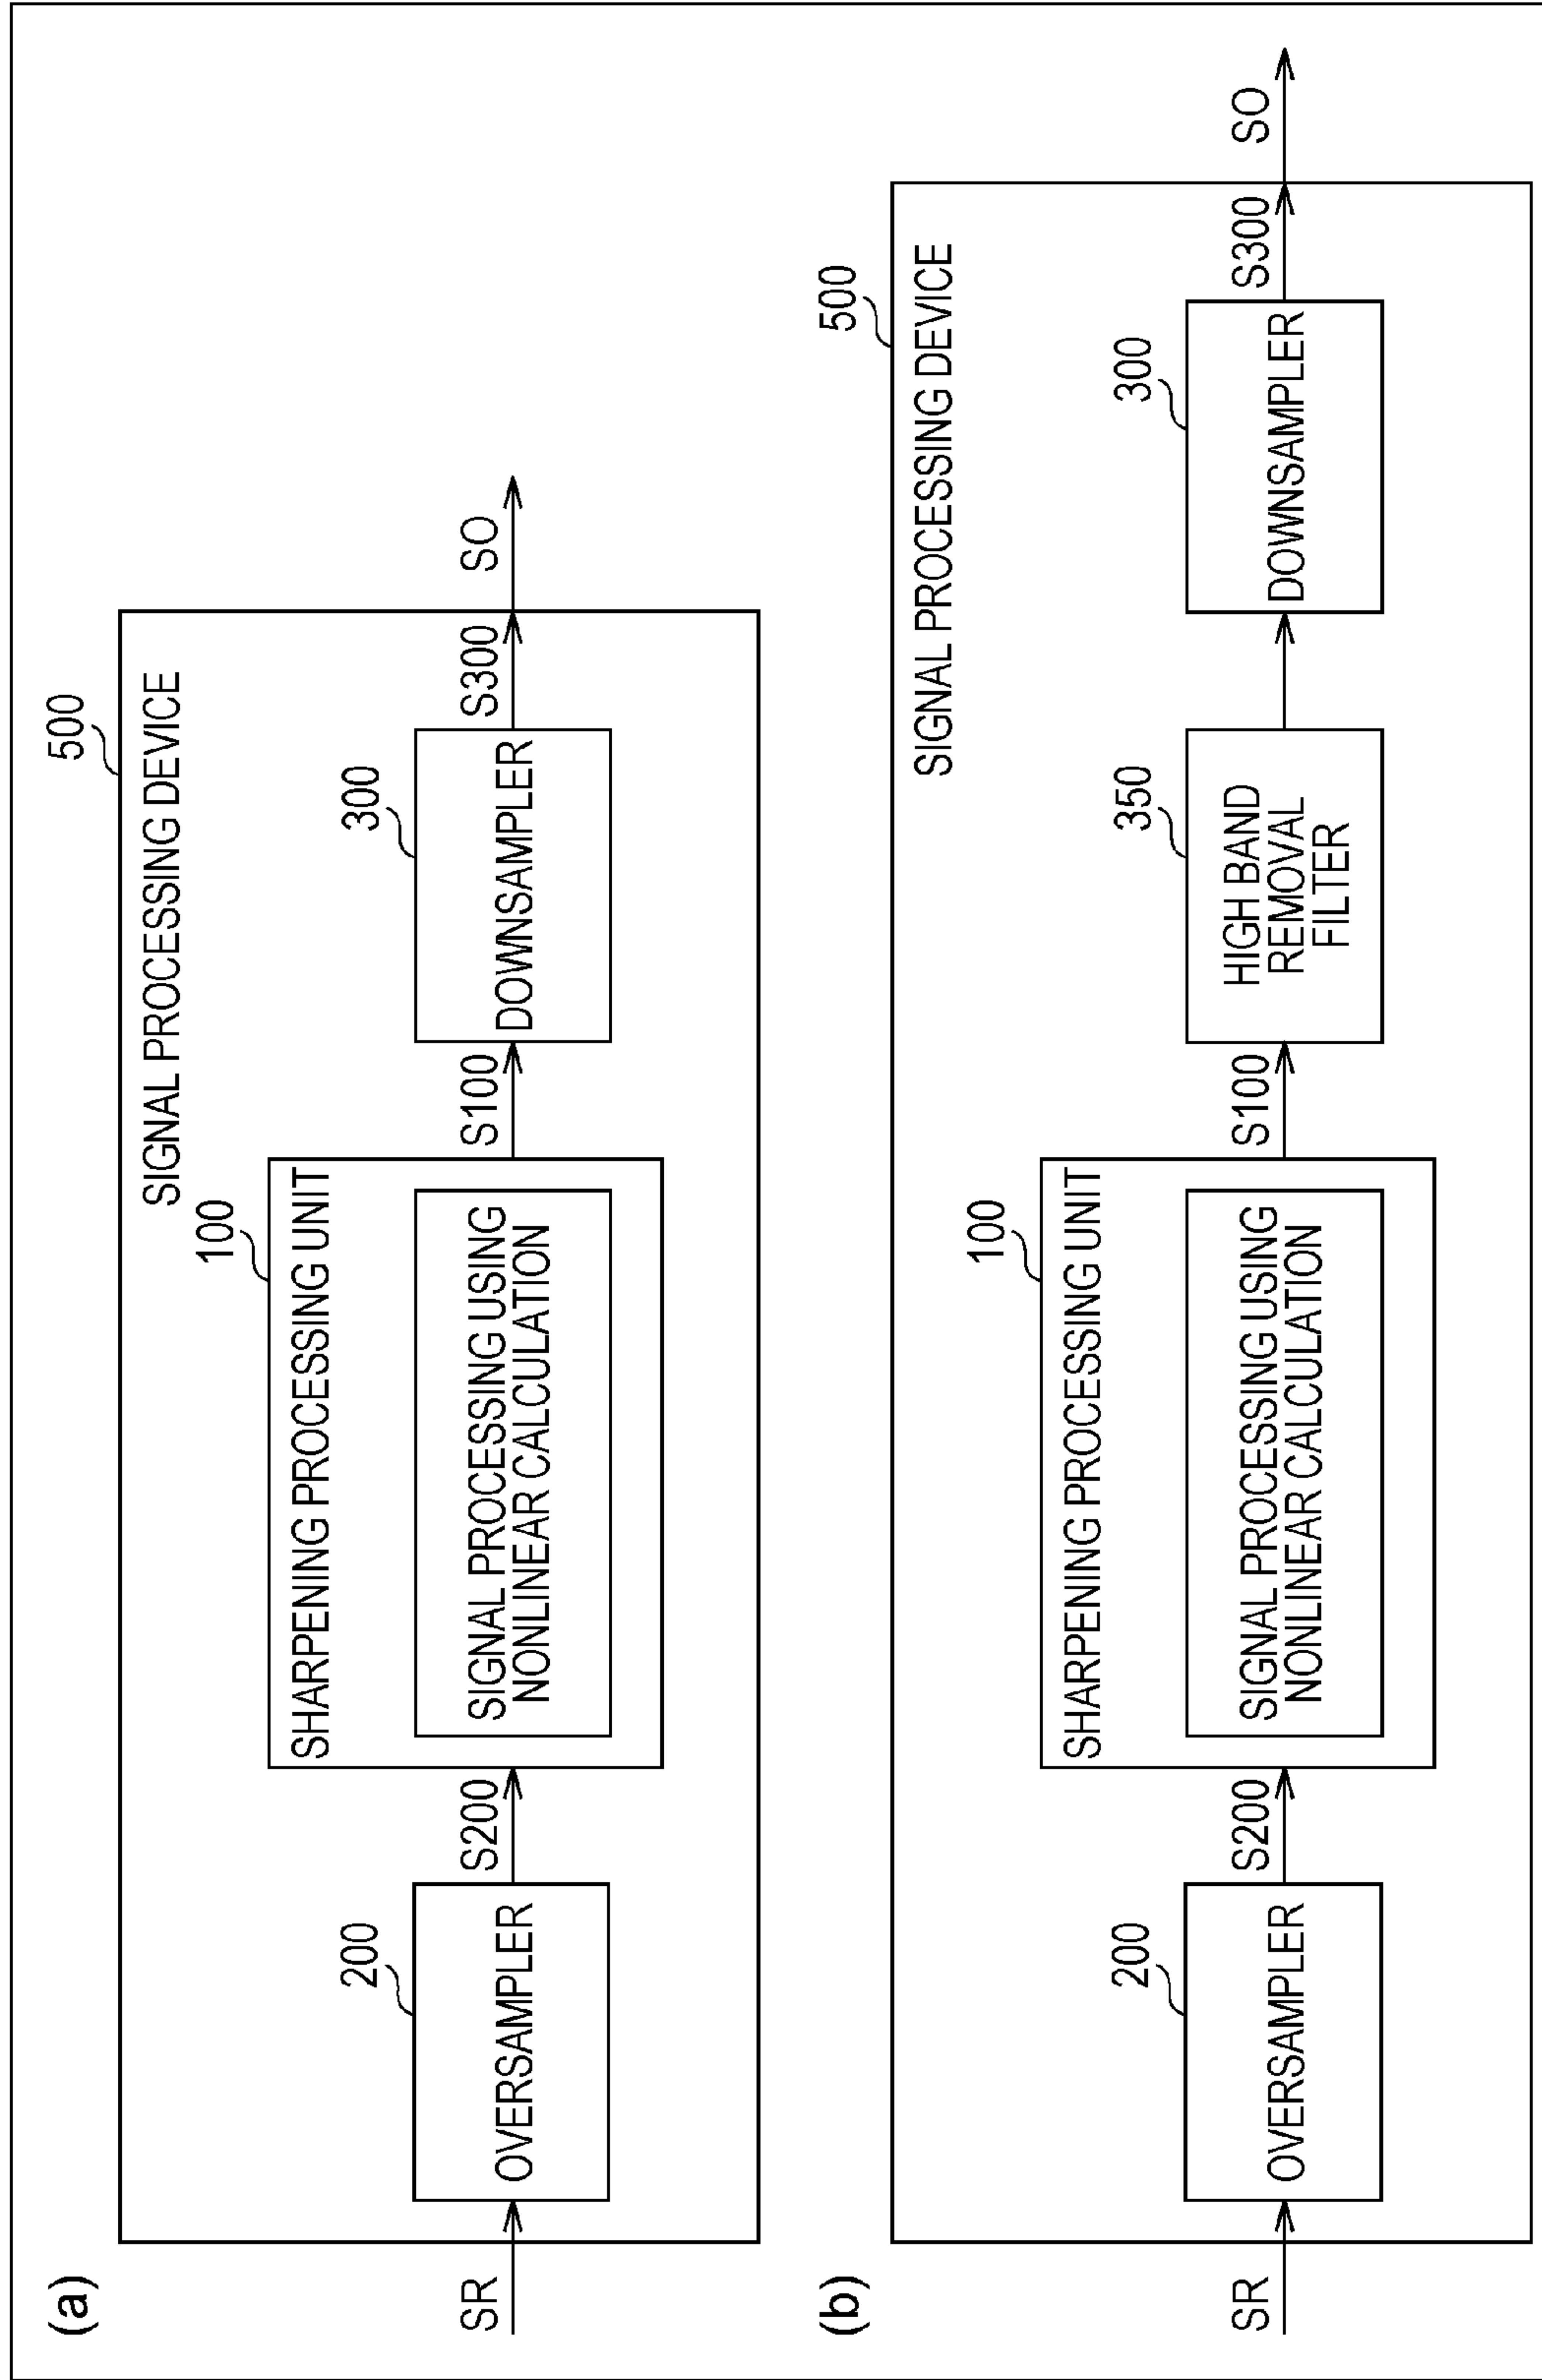 (a)
500
SIGNAL PROCESSING DEVICE
SR
200
OVERSAMPLER
S200
100
SHARPENING PROCESSING UNIT
SIGNAL PROCESSING USING
NONLINEAR CALCULATION
S100
300
DOWNSAMPLER
S300
SO
(b)
500
SIGNAL PROCESSING DEVICE
SR
200
OVERSAMPLER
S200
100
SHARPENING PROCESSING UNIT
SIGNAL PROCESSING USING
NONLINEAR CALCULATION
S100
350
HIGH BAND
REMOVAL
FILTER
300
DOWNSAMPLER
S300
SO